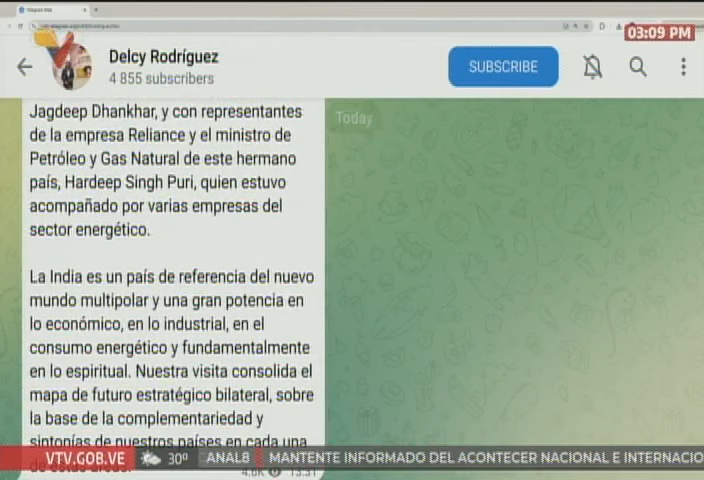 03:09 PM
Delcy Rodríguez
4 855 subscribers
SUBSCRIBE
Today
Jagdeep Dhankhar, y con representantes
de la empresa Reliance y el ministro de
Petróleo y Gas Natural de este hermano
país, Hardeep Singh Puri, quien estuvo
acompañado por varias empresas del
sector energético.
La India es un país de referencia del nuevo
mundo multipolar y una gran potencia en
lo económico, en lo industrial, en el
consumo energético y fundamentalmente
en lo espiritual. Nuestra visita consolida el
mapa de futuro estratégico bilateral, sobre
la base de la complementariedad y
sintonías de nuestros países en cada una
VTV.GOB.VE 30º ANAL8 MANTENTE INFORMADO DEL ACONTECER NACIONAL E INTERNACIO